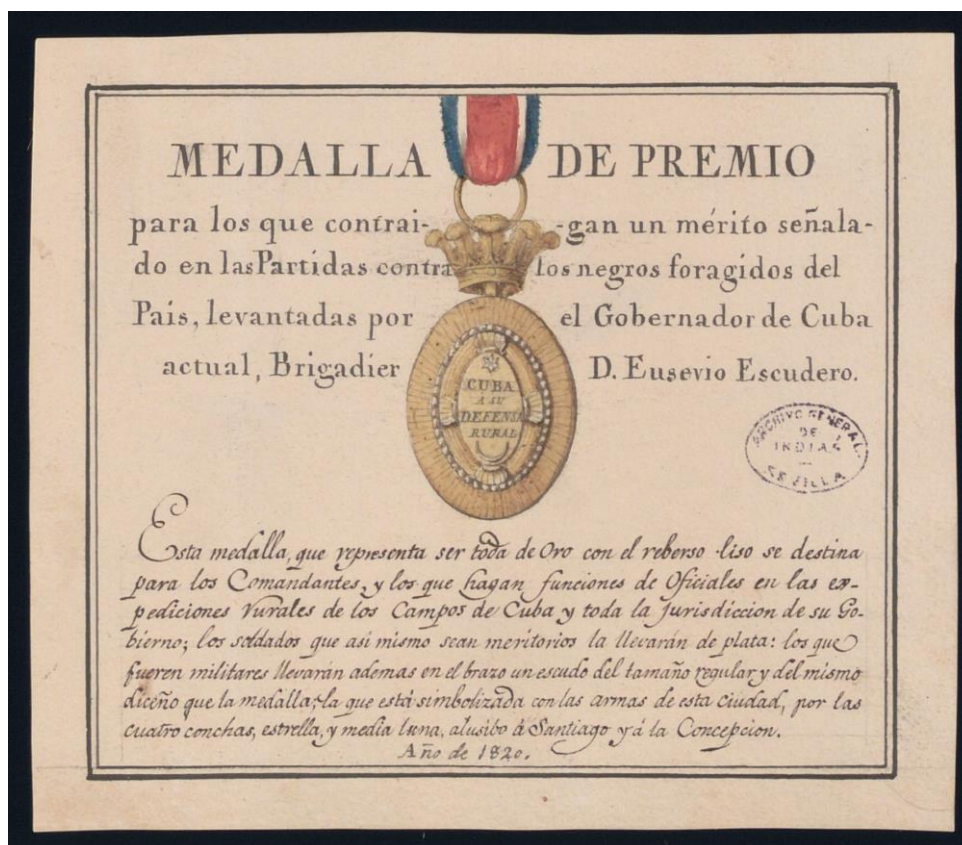 MEDALLA DE PREMIO
para los que contrai- -gan un mérito señala-
do en las Partidas contra los negros foragidos del
Pais, levantadas por el Gobernador de Cuba
actual, Brigadier D. Eusevio Escudero.
CUBA
A SU
DEFENSA
RURAL
ARCHIVO GENERAL
DE
INDIAS
SEVILLA
Esta medalla, que representa ser toda de Oro con el reberso liso se destina
para los Comandantes, y los que hagan funciones de Oficiales en las ex-
pediciones rurales de los Campos de Cuba y toda la Jurisdiccion de su Go-
bierno; los soldados que asi mismo sean meritorios la llevarán de plata: los que
fueren militares llevarán ademas en el brazo un escudo del tamaño regular y del mismo
diceño que la medalla; la que está simbolizada con las armas de esta ciudad, por las
cuatro conchas, estrella, y media luna, alusibo á Santiago y á la Concepcion.
Año de 1820.